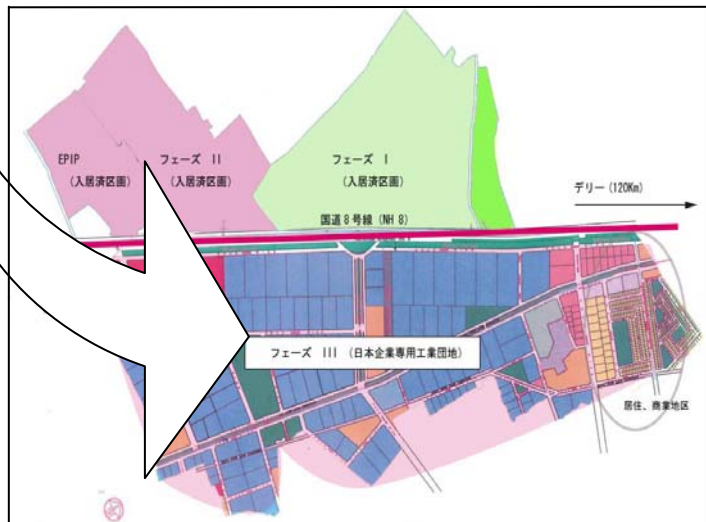 EPIP
(入居済区画)
フェーズ II
(入居済区画)
フェーズ I
(入居済区画)
デリー (120Km)
国道8号線 (NH 8)
フェーズ III (日本企業専用工業団地)
居住、商業地区